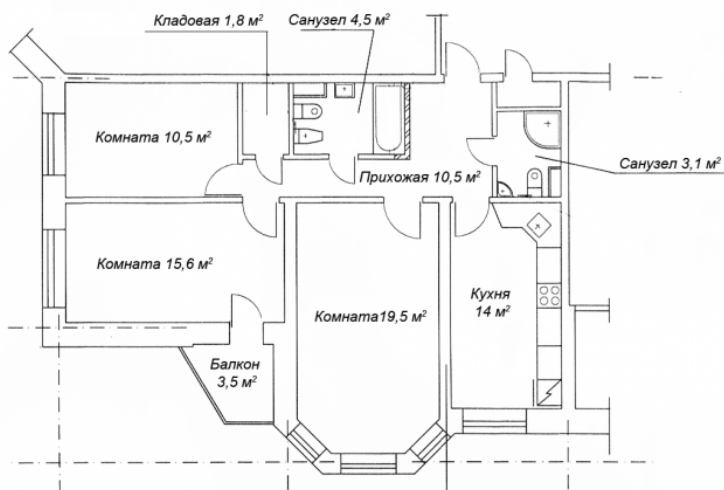 Кладовая 1,8 м²
Санузел 4,5 м²
Комната 10,5 м²
Прихожая 10,5 м²
Санузел 3,1 м²
Комната 15,6 м²
Комната19,5 м²
Кухня
14 м²
Балкон
3,5 м²